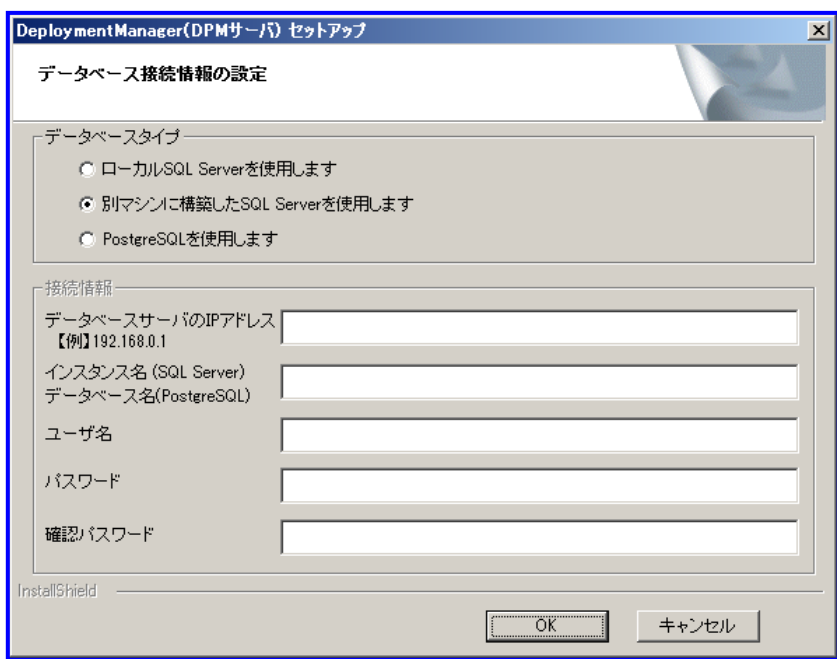 DeploymentManager(DPMサーバ) セットアップ
データベース接続情報の設定
データベースタイプ
ローカルSQL Serverを使用します
別マシンに構築したSQL Serverを使用します
PostgreSQLを使用します
接続情報
データベースサーバのIPアドレス
【例】192.168.0.1
インスタンス名 (SQL Server)
データベース名(PostgreSQL)
ユーザ名
パスワード
確認パスワード
InstallShield
OK
キャンセル